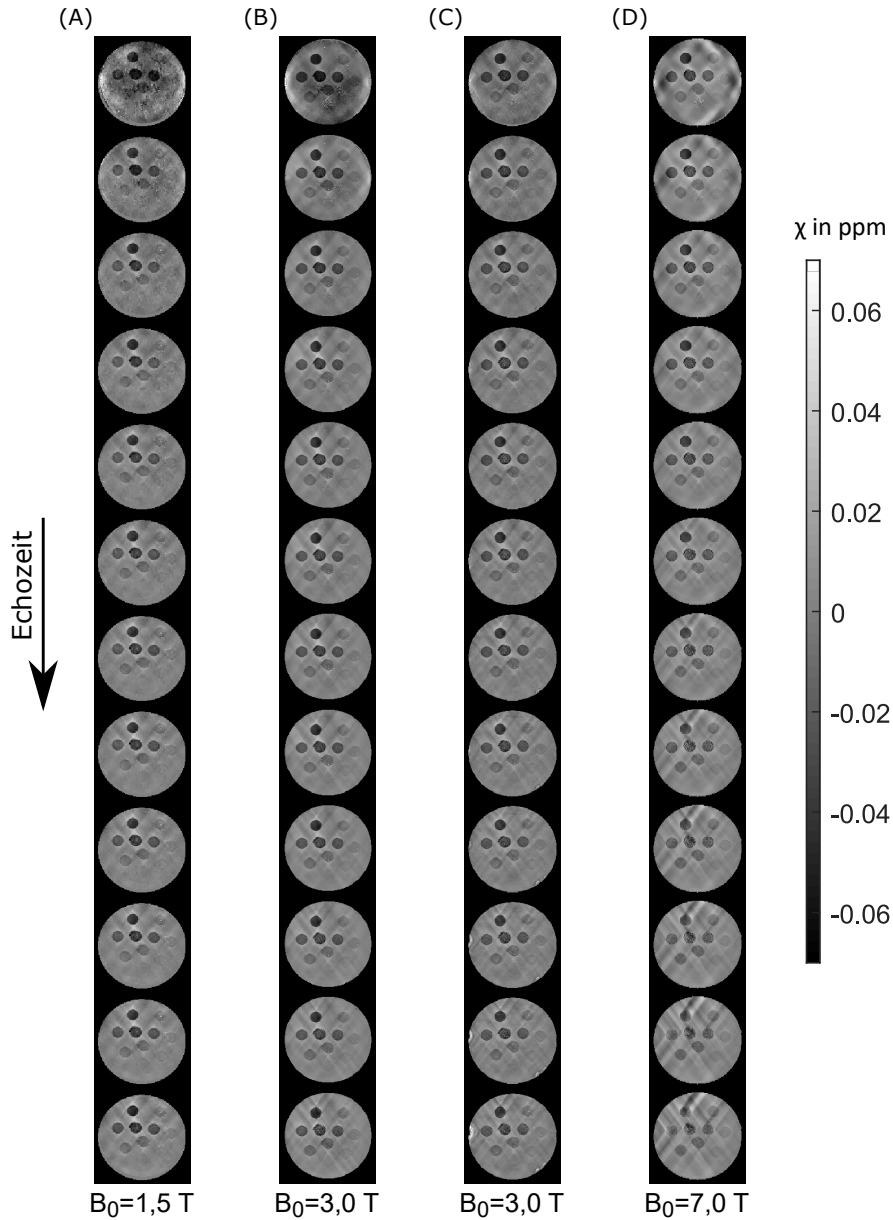 (A)
(B)
(C)
(D)
χ in ppm
0.06
0.04
0.02
0
-0.02
-0.04
-0.06
Echozeit
B0=1,5 T
B0=3,0 T
B0=3,0 T
B0=7,0 T